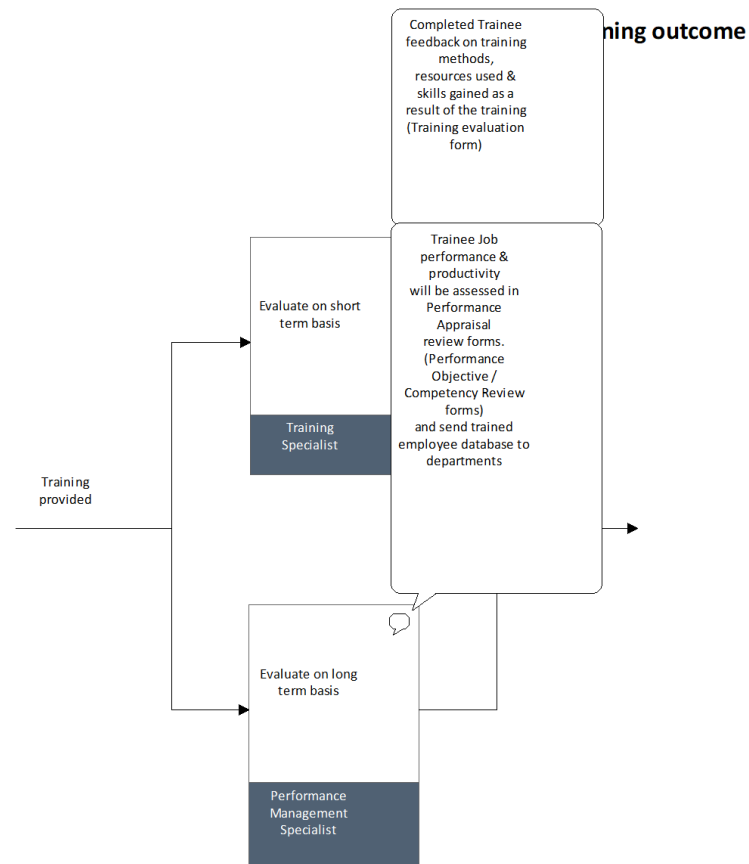 Completed Trainee
feedback on training
methods,
resources used &
skills gained as a
result of the training
(Training evaluation
form)
ning outcome
Trainee Job
performance &
productivity
will be assessed in
Performance
Appraisal
review forms.
(Performance
Objective /
Competency Review
forms)
and send trained
employee database to
departments
Evaluate on short
term basis
Training
Specialist
Training
provided
Evaluate on long
term basis
Performance
Management
Specialist